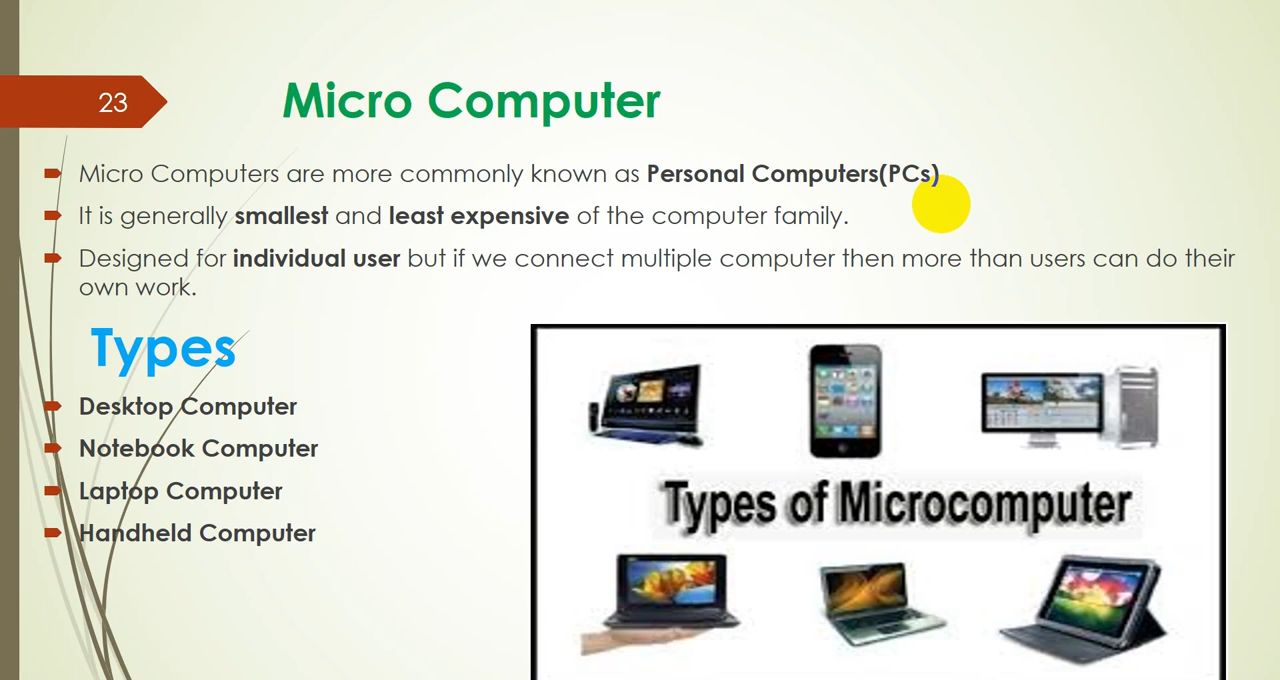 23
Micro Computer
Micro Computers are more commonly known as Personal Computers(PCs)
It is generally smallest and least expensive of the computer family.
Designed for individual user but if we connect multiple computer then more than users can do their
own work.
Types
Desktop Computer
Notebook Computer
Laptop Computer
Handheld Computer
Types of Microcomputer